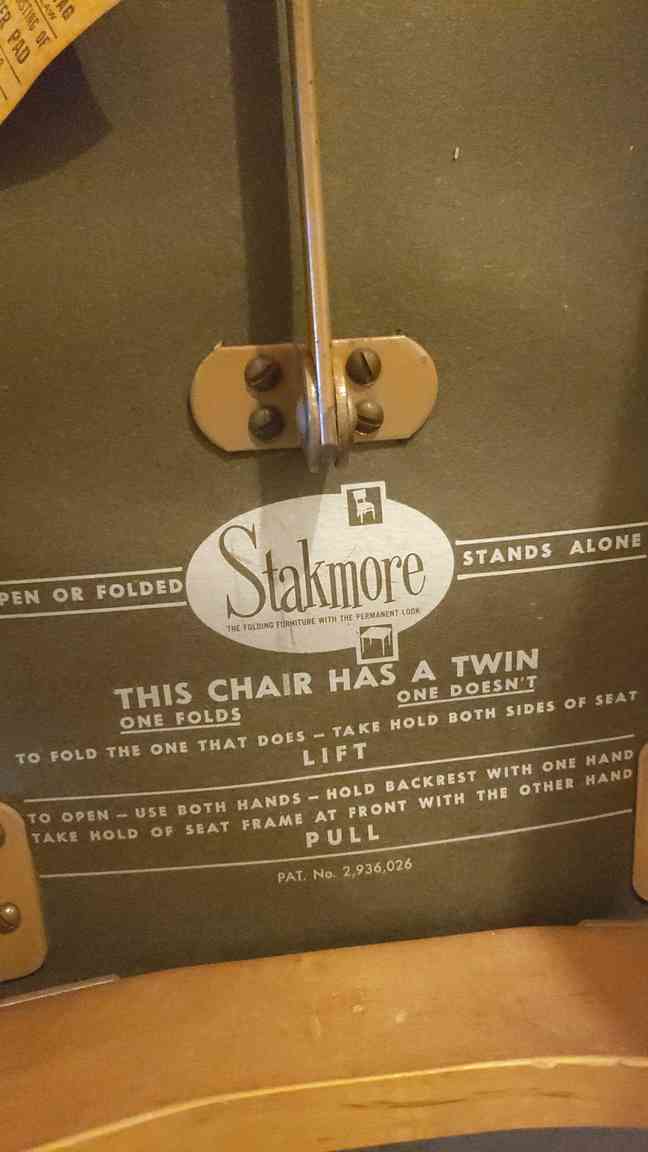 OF
PAD
PEN OR FOLDED
Stakmore
STANDS ALONE
THE FOLDING FURNITURE WITH THE PERMANENT LOOK
THIS CHAIR HAS A TWIN
ONE FOLDS
ONE DOESN'T
TO FOLD THE ONE THAT DOES – TAKE HOLD BOTH SIDES OF SEAT
LIFT
TO OPEN – USE BOTH HANDS – HOLD BACKREST WITH ONE HAND
TAKE HOLD OF SEAT FRAME AT FRONT WITH THE OTHER HAND
PULL
PAT. No. 2,936,026